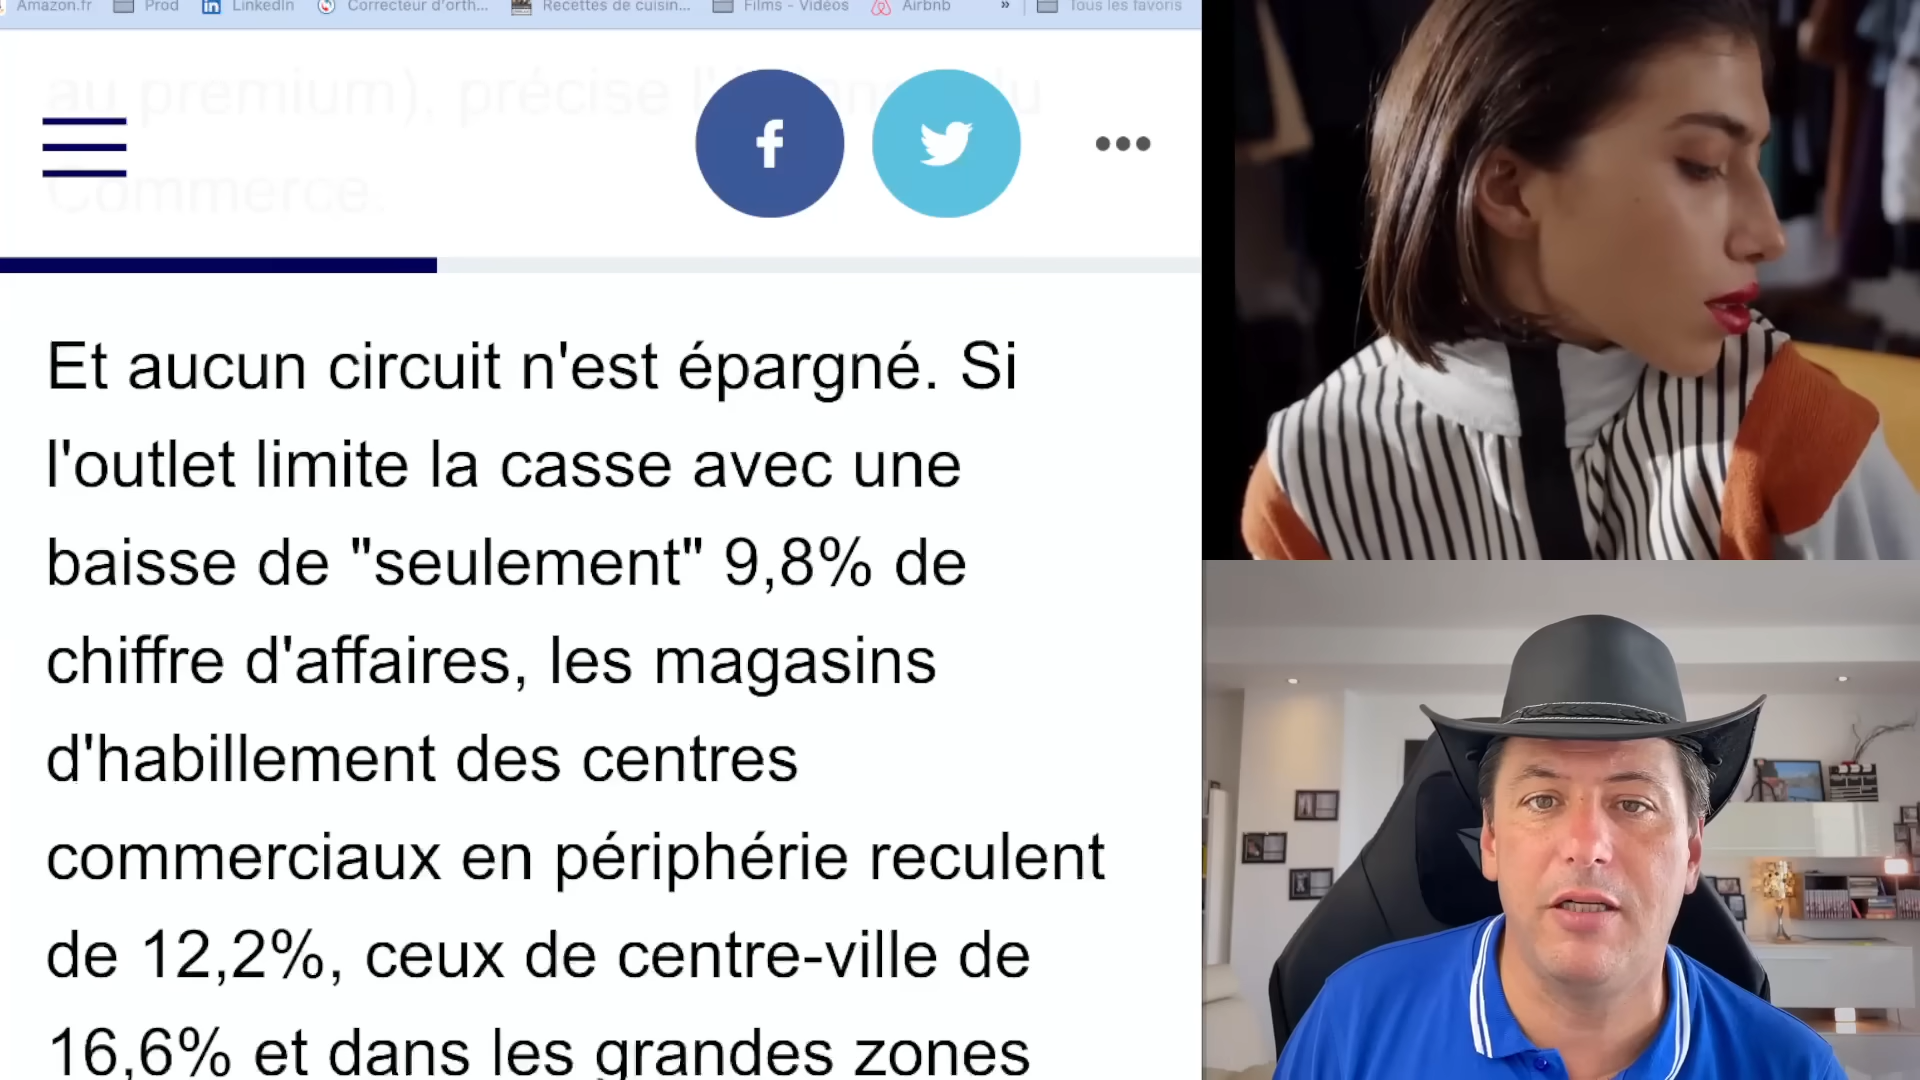 Amazon.fr Prod LinkedIn Correcteur d'orth... Recettes de cuisin... Films - Vidéos Airbnb » Tous les favoris
au premium), précise l' du
Commerce.
Et aucun circuit n'est épargné. Si
l'outlet limite la casse avec une
baisse de "seulement" 9,8% de
chiffre d'affaires, les magasins
d'habillement des centres
commerciaux en périphérie reculent
de 12,2%, ceux de centre-ville de
16,6% et dans les grandes zones